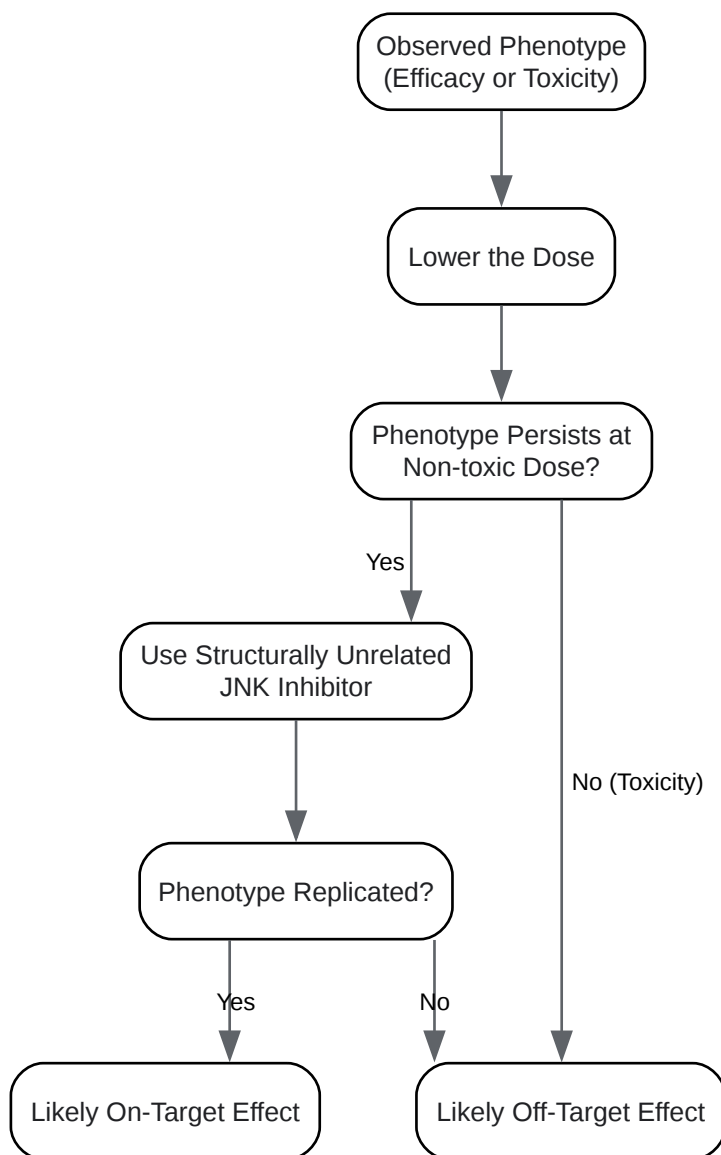 Observed Phenotype
(Efficacy or Toxicity)
Lower the Dose
Phenotype Persists at
Non-toxic Dose?
Yes
Use Structurally Unrelated
JNK Inhibitor
No (Toxicity)
Phenotype Replicated?
Yes
No
Likely On-Target Effect
Likely Off-Target Effect